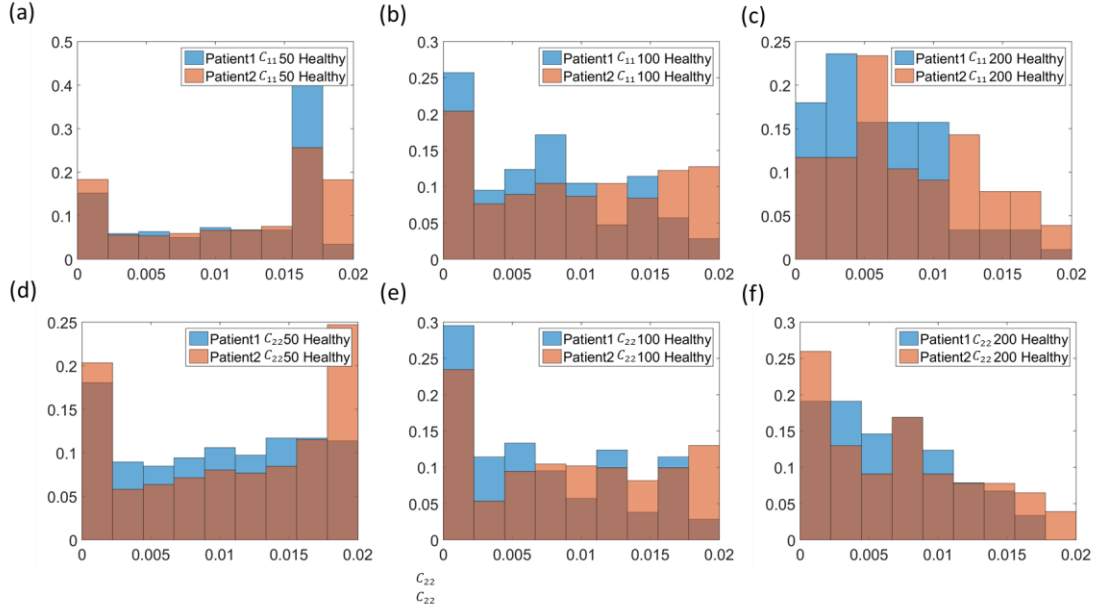 (a)
0.5
0.4
0.3
0.2
0.1
0
0 0.005 0.01 0.015 0.02
Patient1 C₁₁ 50 Healthy
Patient2 C₁₁ 50 Healthy
(b)
0.3
0.25
0.2
0.15
0.1
0.05
0
0 0.005 0.01 0.015 0.02
Patient1 C₁₁ 100 Healthy
Patient2 C₁₁ 100 Healthy
(c)
0.25
0.2
0.15
0.1
0.05
0
0 0.005 0.01 0.015 0.02
Patient1 C₁₁ 200 Healthy
Patient2 C₁₁ 200 Healthy
(d)
0.25
0.2
0.15
0.1
0.05
0
0 0.005 0.01 0.015 0.02
Patient1 C₂₂ 50 Healthy
Patient2 C₂₂ 50 Healthy
(e)
0.3
0.25
0.2
0.15
0.1
0.05
0
0 0.005 0.01 0.015 0.02
Patient1 C₂₂ 100 Healthy
Patient2 C₂₂ 100 Healthy
C₂₂
C₂₂
(f)
0.3
0.25
0.2
0.15
0.1
0.05
0
0 0.005 0.01 0.015 0.02
Patient1 C₂₂ 200 Healthy
Patient2 C₂₂ 200 Healthy